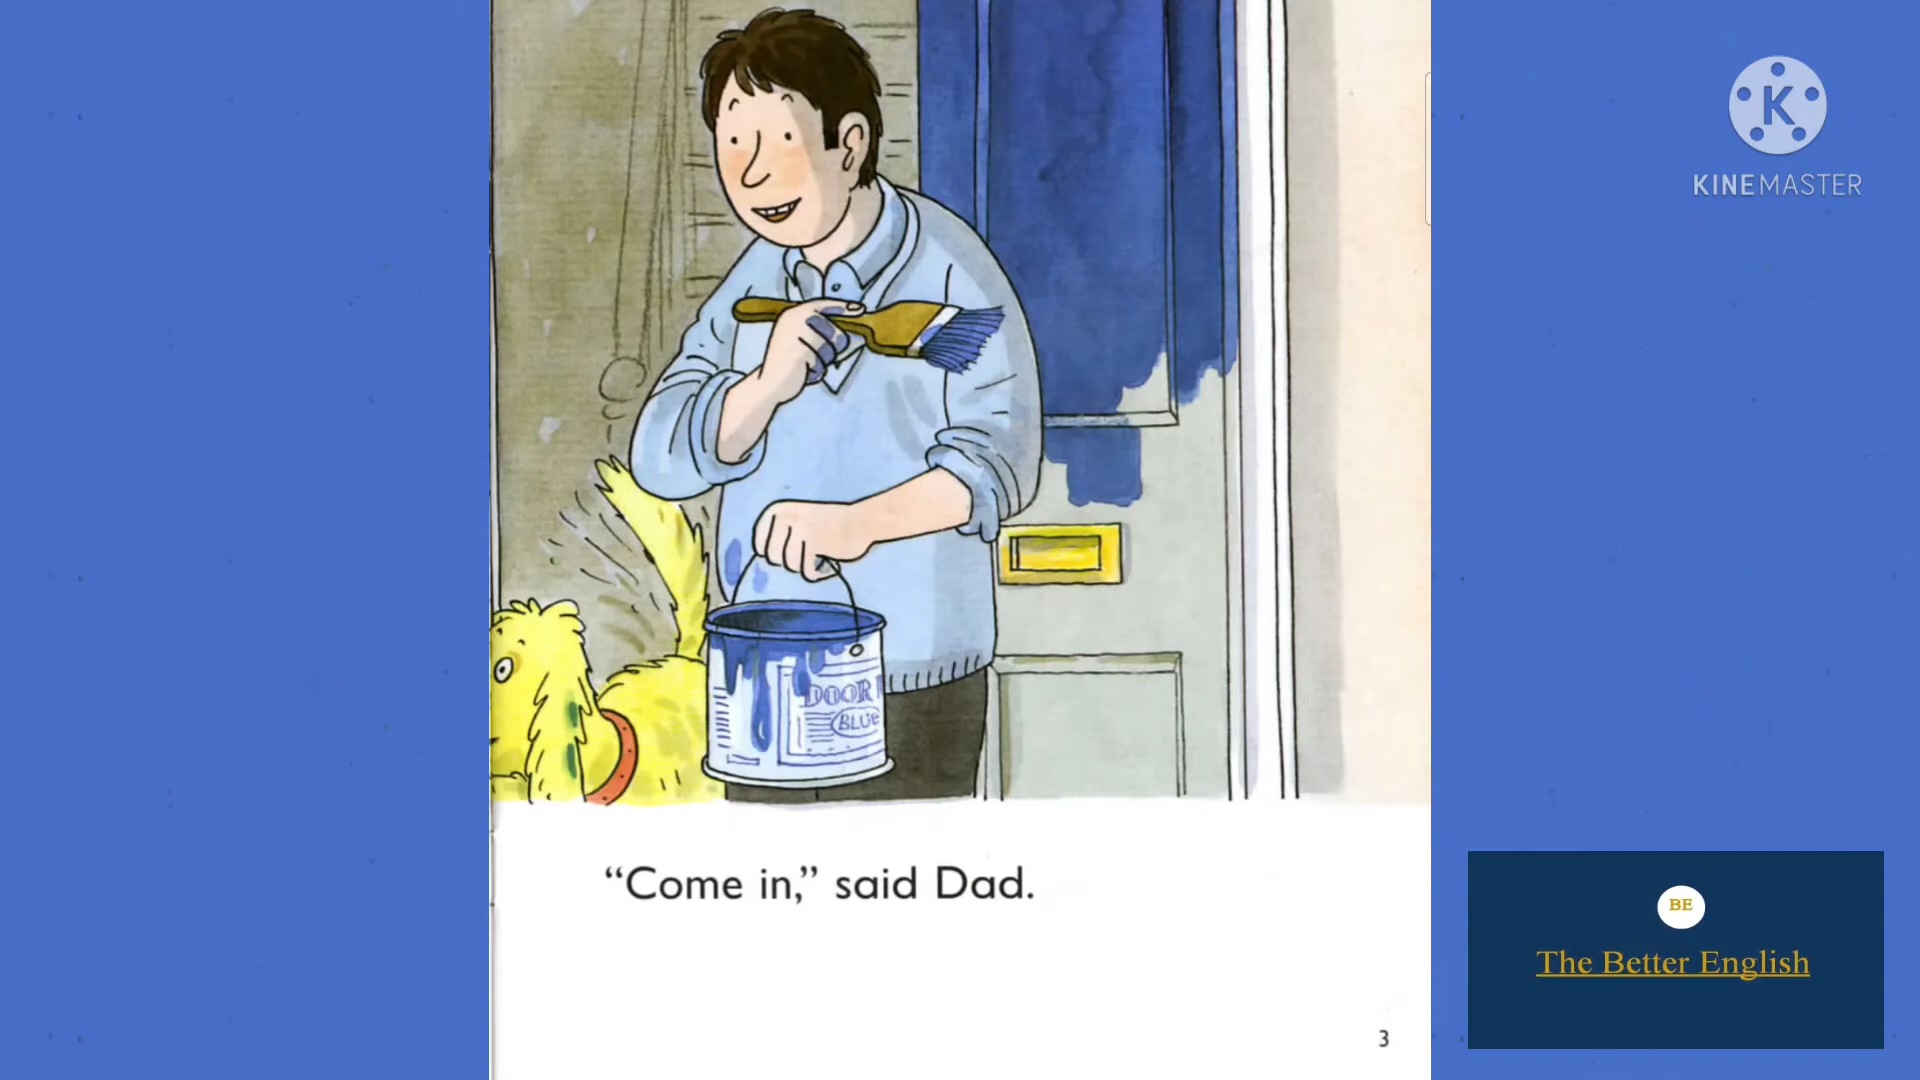 K
KINEMASTER
DOOR
BLUE
“Come in,” said Dad.
BE
The Better English
3